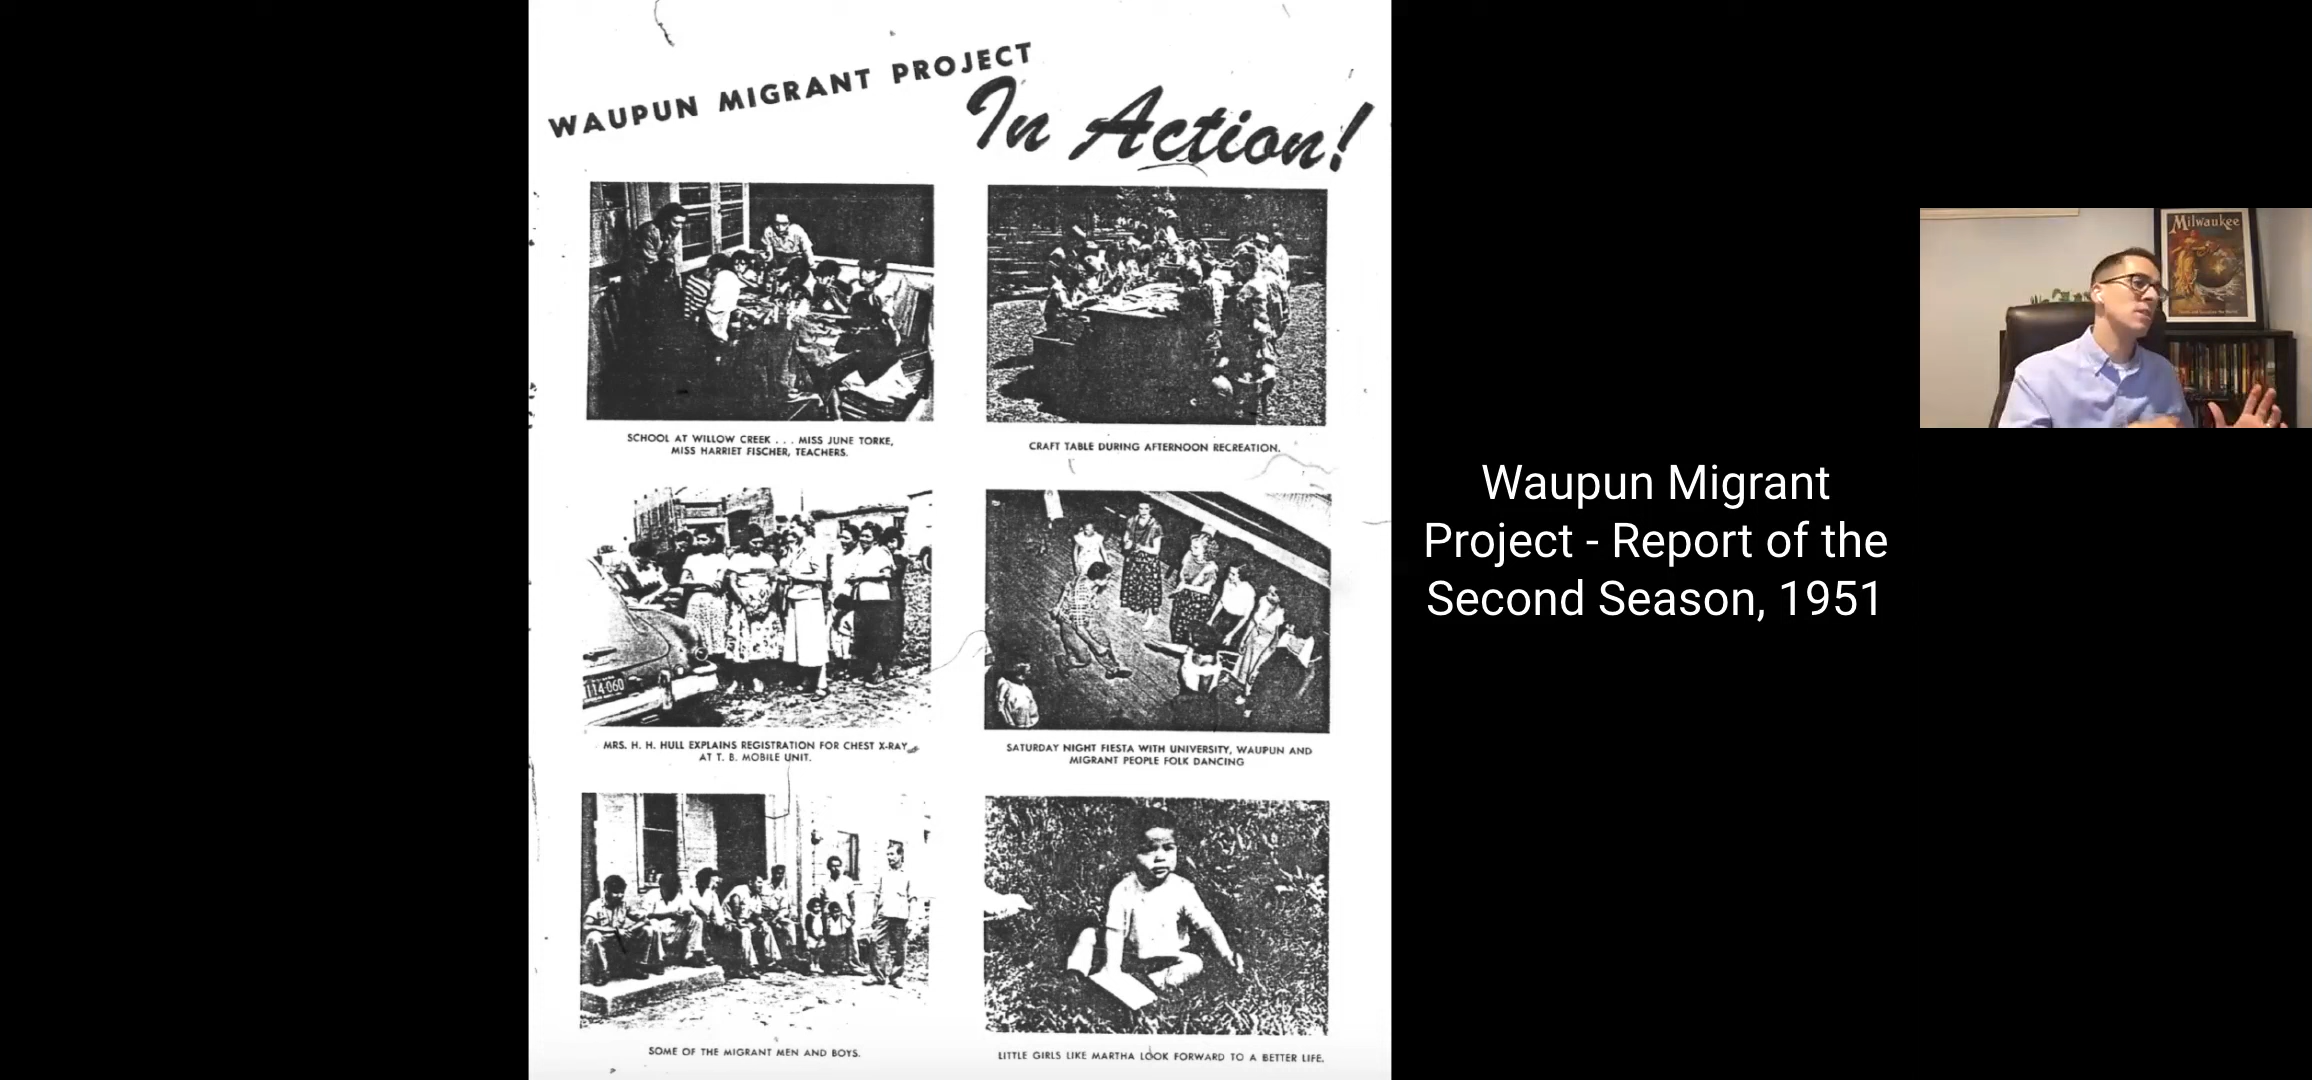 WAUPUN MIGRANT PROJECT
In Action!
SCHOOL AT WILLOW CREEK . . . MISS JUNE TORKE,
MISS HARRIET FISCHER, TEACHERS.
CRAFT TABLE DURING AFTERNOON RECREATION.
114-060
MRS. H. H. HULL EXPLAINS REGISTRATION FOR CHEST X-RAY
AT T. B. MOBILE UNIT.
SATURDAY NIGHT FIESTA WITH UNIVERSITY, WAUPUN AND
MIGRANT PEOPLE FOLK DANCING
SOME OF THE MIGRANT MEN AND BOYS.
LITTLE GIRLS LIKE MARTHA LOOK FORWARD TO A BETTER LIFE.
Milwaukee
Waupun Migrant
Project - Report of the
Second Season, 1951